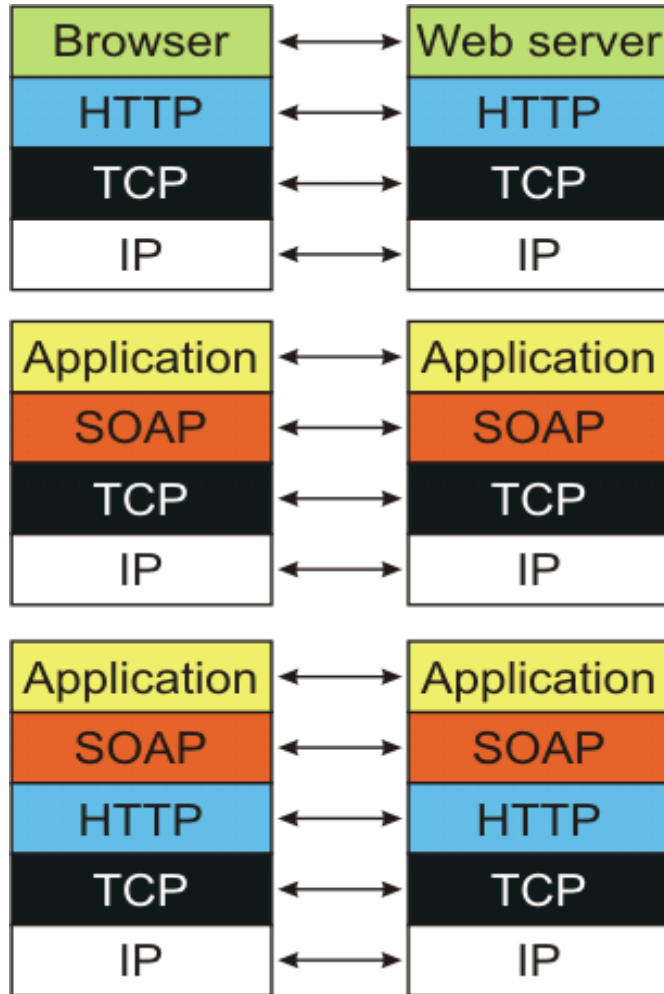 Browser Web server
HTTP HTTP
TCP TCP
IP IP
Application Application
SOAP SOAP
TCP TCP
IP IP
Application Application
SOAP SOAP
HTTP HTTP
TCP TCP
IP IP